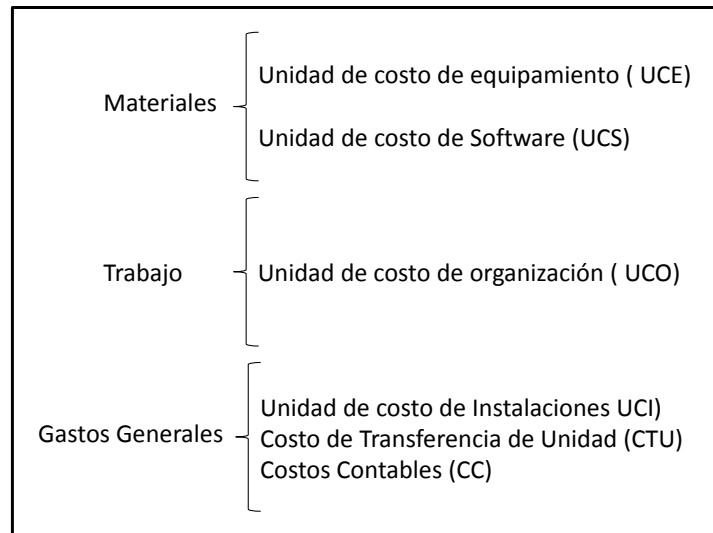 Materiales
Unidad de costo de equipamiento ( UCE)
Unidad de costo de Software (UCS)
Trabajo
Unidad de costo de organización ( UCO)
Gastos Generales
Unidad de costo de Instalaciones UCI)
Costo de Transferencia de Unidad (CTU)
Costos Contables (CC)